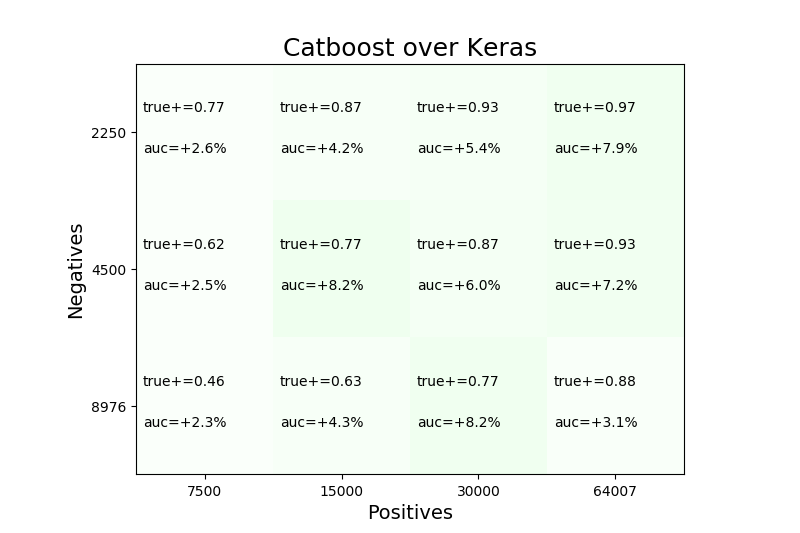 Catboost over Keras
Negatives
2250
true+=0.77 true+=0.87 true+=0.93 true+=0.97
auc=+2.6% auc=+4.2% auc=+5.4% auc=+7.9%
4500
true+=0.62 true+=0.77 true+=0.87 true+=0.93
auc=+2.5% auc=+8.2% auc=+6.0% auc=+7.2%
8976
true+=0.46 true+=0.63 true+=0.77 true+=0.88
auc=+2.3% auc=+4.3% auc=+8.2% auc=+3.1%
7500 15000 30000 64007
Positives